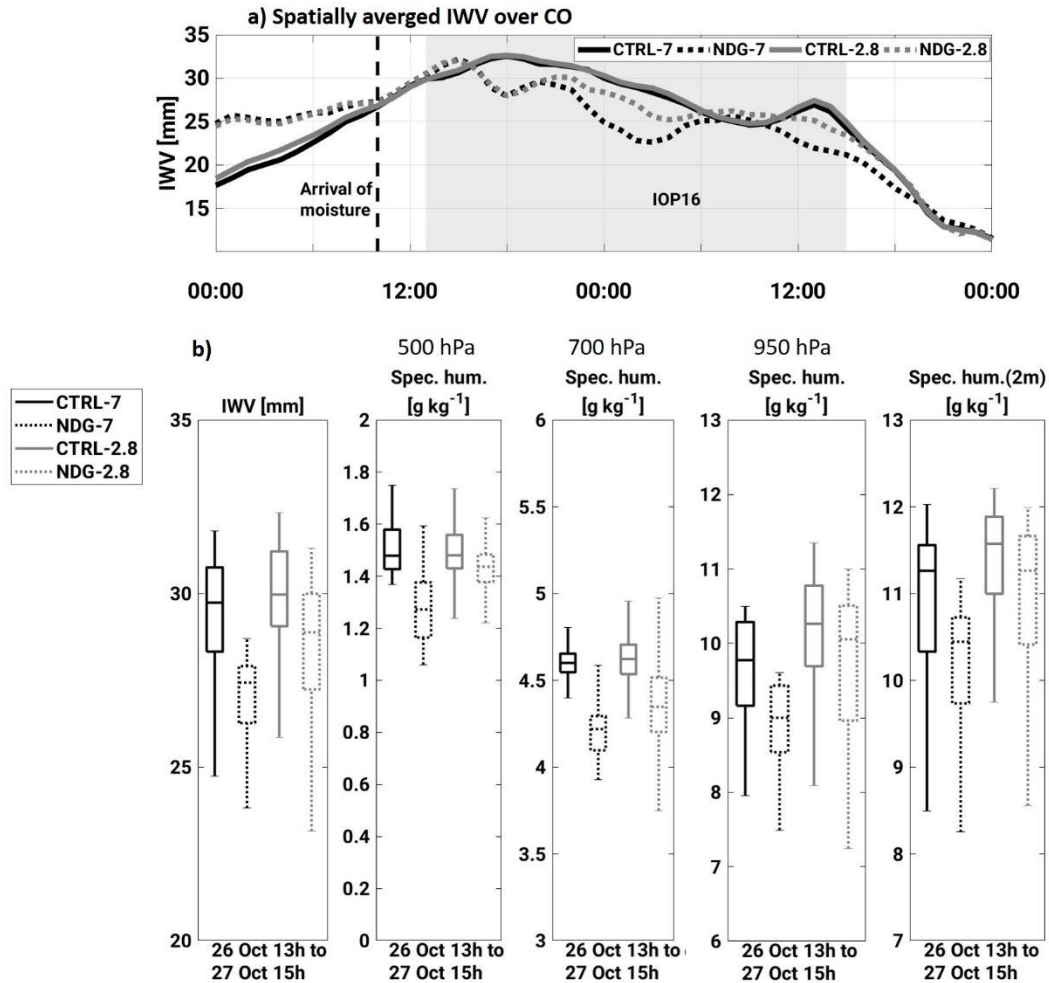 a) Spatially averged IWV over CO
CTRL-7 NDG-7 CTRL-2.8 NDG-2.8
IWV [mm]
35
30
25
20
15
Arrival of
moisture
IOP16
00:00 12:00 00:00 12:00 00:00
b)
CTRL-7
NDG-7
CTRL-2.8
NDG-2.8
IWV [mm]
35
30
25
20
26 Oct 13h to
27 Oct 15h
500 hPa
Spec. hum.
[g kg-1]
2
1.8
1.6
1.4
1.2
1
0.8
0.6
0.4
0.2
0
26 Oct 13h to
27 Oct 15h
700 hPa
Spec. hum.
[g kg-1]
6
5.5
5
4.5
4
3.5
3
26 Oct 13h to
27 Oct 15h
950 hPa
Spec. hum.
[g kg-1]
13
12
11
10
9
8
7
6
26 Oct 13h to
27 Oct 15h
Spec. hum.(2m)
[g kg-1]
13
12
11
10
9
8
7
26 Oct 13h to
27 Oct 15h